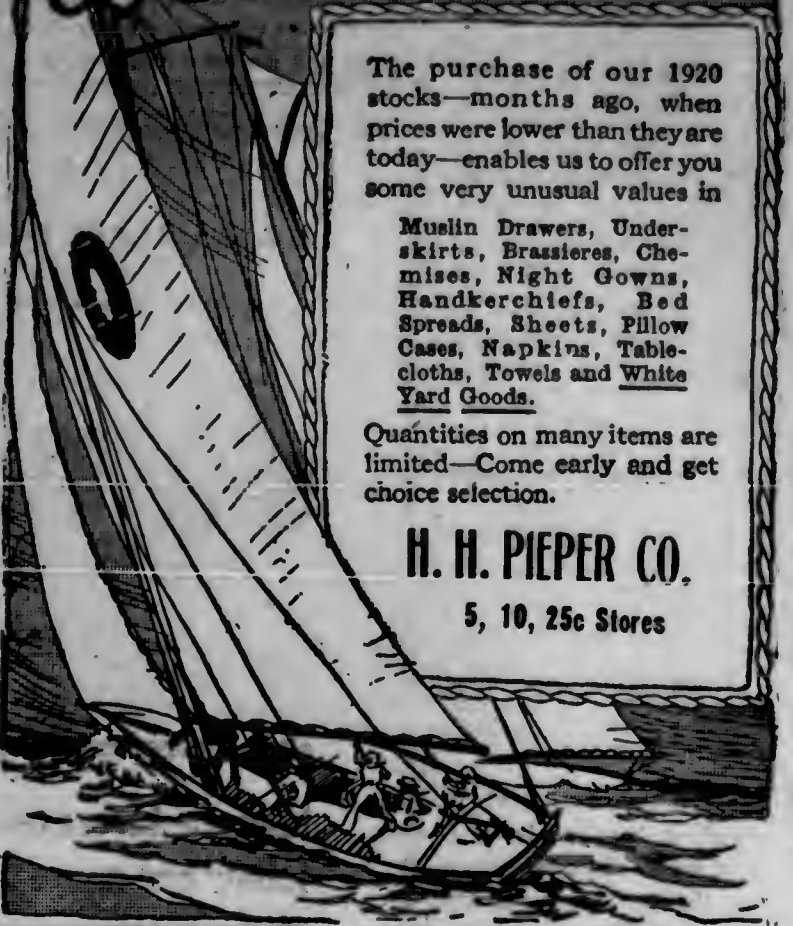 The purchase of our 1920
stocks—months ago, when
prices were lower than they are
today—enables us to offer you
some very unusual values in
Muslin Drawers, Under-
skirts, Brassieres, Che-
mises, Night Gowns,
Handkerchiefs, Bed
Spreads, Sheets, Pillow
Cases, Napkins, Table-
cloths, Towels and White
Yard Goods.
Quantities on many items are
limited—Come early and get
choice selection.
H. H. PIEPER CO.
5, 10, 25c Stores